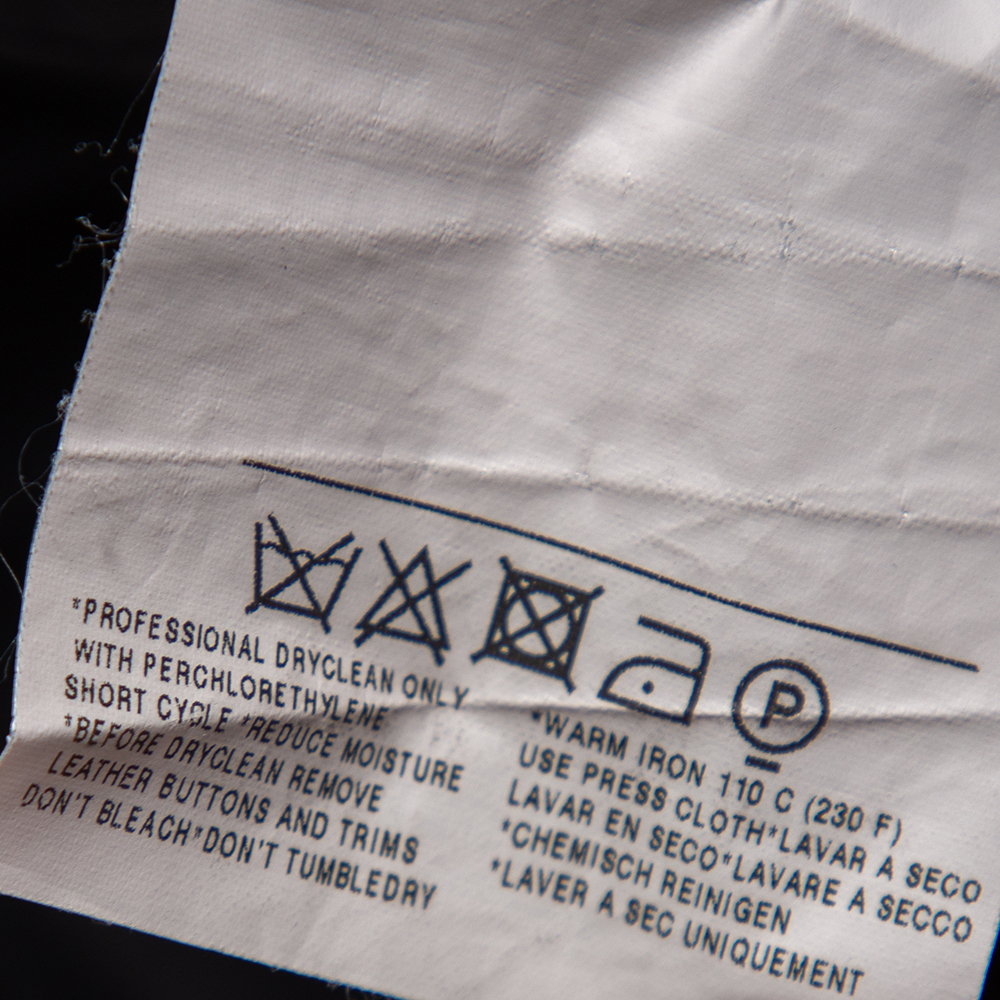 P
*PROFESSIONAL DRYCLEAN ONLY
WITH PERCHLORETHYLENE
SHORT CYCLE *REDUCE MOISTURE
*BEFORE DRYCLEAN REMOVE
LEATHER BUTTONS AND TRIMS
DON'T BLEACH*DON'T TUMBLEDRY
*WARM IRON 110 C (230 F)
USE PRESS CLOTH*LAVAR A SECO
LAVAR EN SECO*LAVARE A SECCO
*CHEMISCH REINIGEN
*LAVER A SEC UNIQUEMENT